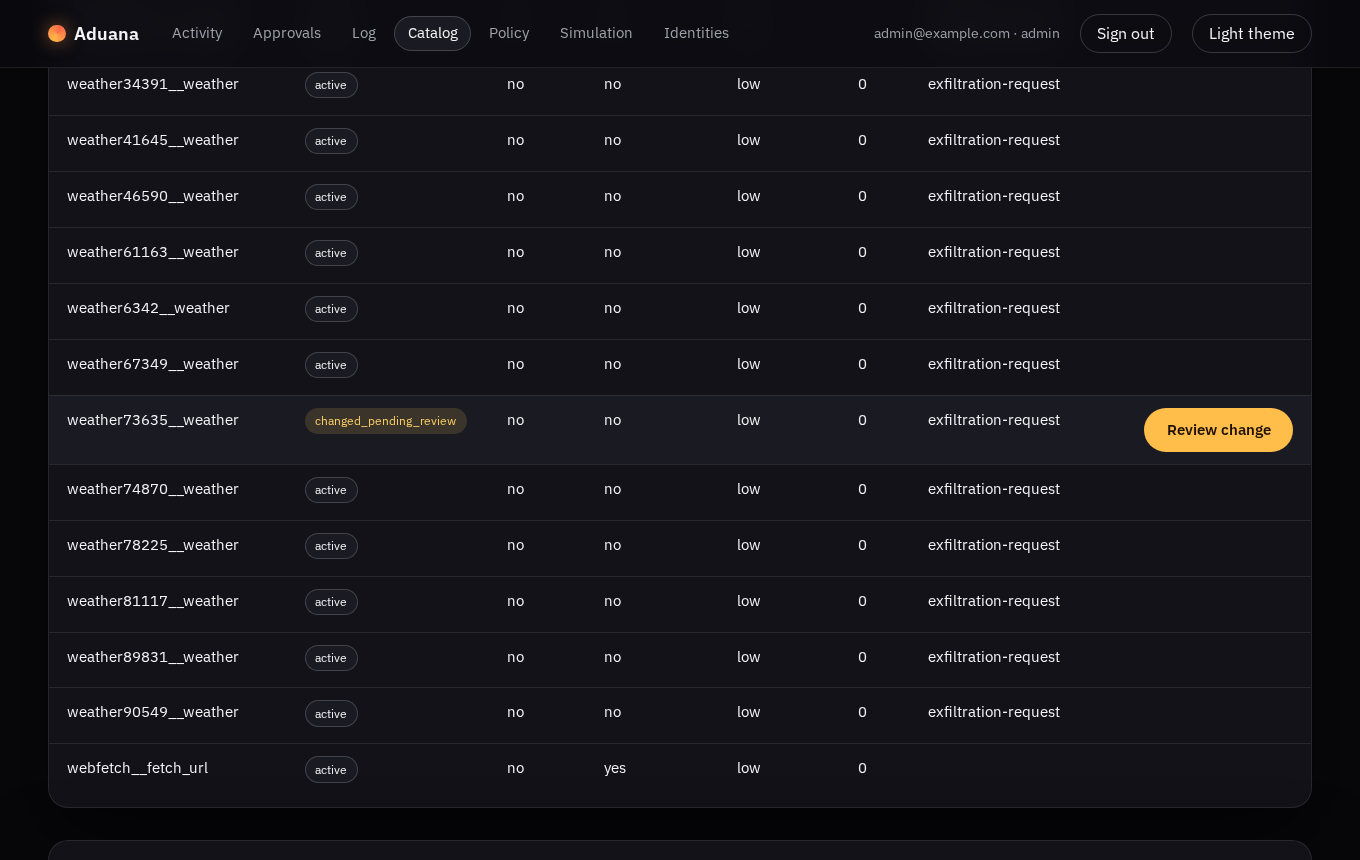 Aduana Activity Approvals Log Catalog Policy Simulation Identities admin@example.com · admin Sign out Light theme
weather34391__weather active no no low 0 exfiltration-request
weather41645__weather active no no low 0 exfiltration-request
weather46590__weather active no no low 0 exfiltration-request
weather61163__weather active no no low 0 exfiltration-request
weather6342__weather active no no low 0 exfiltration-request
weather67349__weather active no no low 0 exfiltration-request
weather73635__weather changed_pending_review no no low 0 exfiltration-request Review change
weather74870__weather active no no low 0 exfiltration-request
weather78225__weather active no no low 0 exfiltration-request
weather81117__weather active no no low 0 exfiltration-request
weather89831__weather active no no low 0 exfiltration-request
weather90549__weather active no no low 0 exfiltration-request
webfetch__fetch_url active no yes low 0